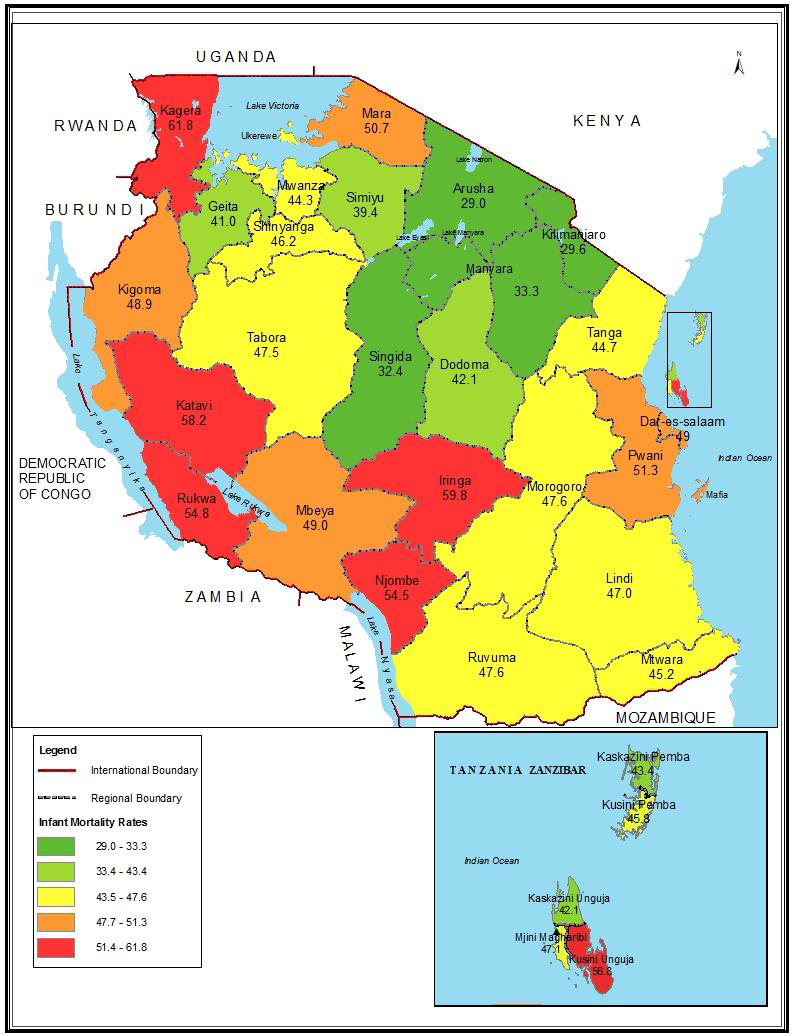 UGANDA
N
Lake Victoria
Kagera
61.8
Mara
50.7
RWANDA
KENYA
Ukerewe
Lake Natron
Mwanza
44.3
Simiyu
39.4
Arusha
29.0
BURUNDI
Geita
41.0
Shinyanga
46.2
Lake Eyasi
Lake Manyara
Kilimanjaro
29.6
Manyara
33.3
Kigoma
48.9
Tabora
47.5
Singida
32.4
Dodoma
42.1
Tanga
44.7
Lake Tanganyika
Katavi
58.2
Dar-es-salaam
49
Pwani
51.3
Indian Ocean
DEMOCRATIC
REPUBLIC
OF CONGO
Rukwa
54.8
Lake Rukwa
Mbeya
49.0
Iringa
59.8
Morogoro
47.6
Mafia
ZAMBIA
Njombe
54.5
Lindi
47.0
MALAWI
Lake Nyasa
Ruvuma
47.6
Mtwara
45.2
MOZAMBIQUE
Legend
International Boundary
Regional Boundary
Infant Mortality Rates
29.0 - 33.3
33.4 - 43.4
43.5 - 47.6
47.7 - 51.3
51.4 - 61.8
TANZANIA ZANZIBAR
Kaskazini Pemba
43.4
Kusini Pemba
45.8
Indian Ocean
Kaskazini Unguja
42.1
Mjini Magharibi
47.1
Kusini Unguja
56.8